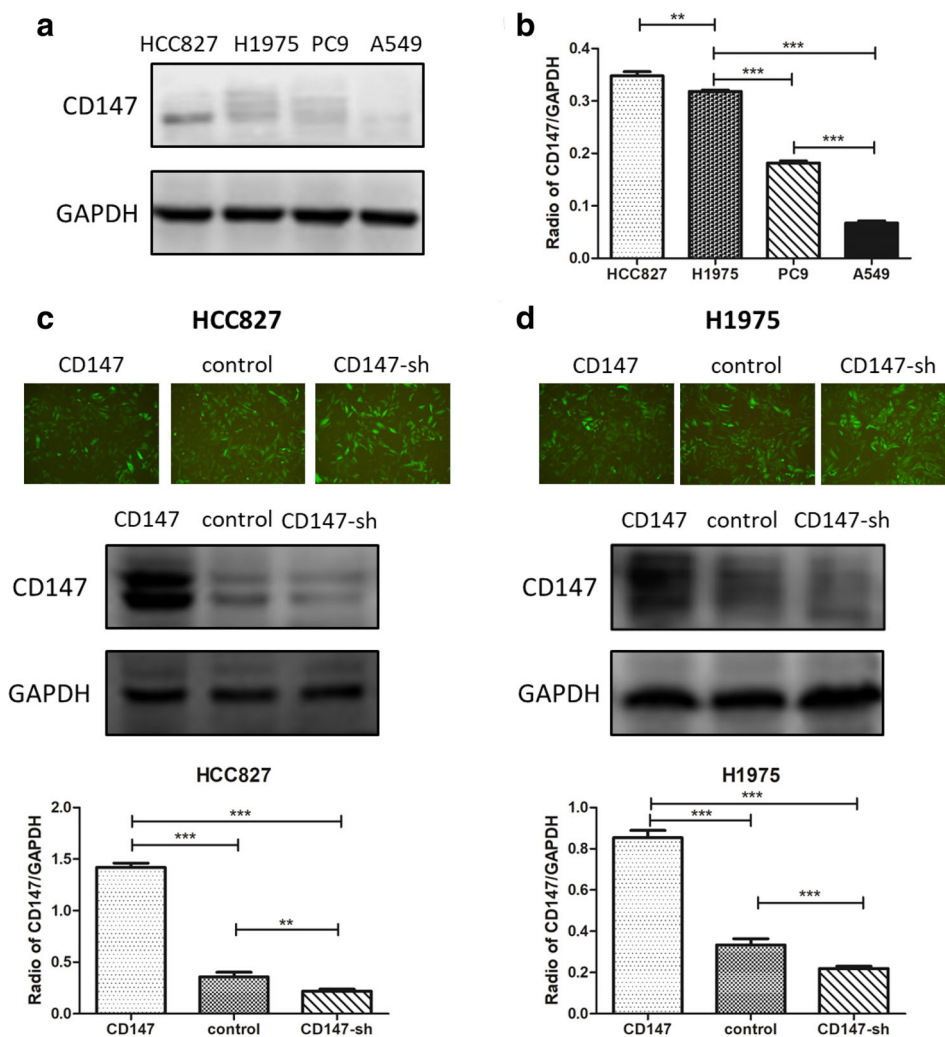 a
HCC827 H1975 PC9 A549
CD147
GAPDH
b
**
***
***
***
Radio of CD147/GAPDH
0.4
0.3
0.2
0.1
0.0
HCC827 H1975 PC9 A549
c HCC827
CD147 control CD147-sh
CD147 control CD147-sh
CD147
GAPDH
HCC827
Radio of CD147/GAPDH
2.0
1.5
1.0
0.5
0.0
***
***
**
CD147 control CD147-sh
d H1975
CD147 control CD147-sh
CD147 control CD147-sh
CD147
GAPDH
H1975
Radio of CD147/GAPDH
1.0
0.8
0.6
0.4
0.2
0.0
***
***
***
CD147 control CD147-sh